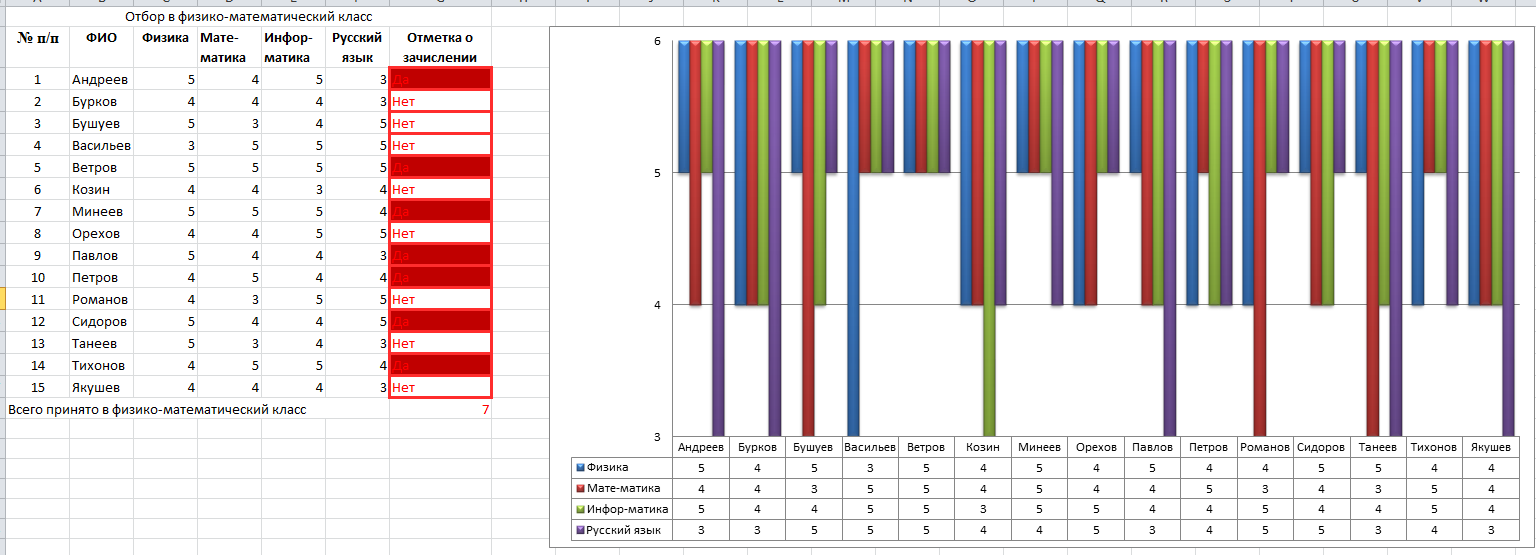 Отбор в физико-математический класс
№ п/п ФИО Физика Мате-матика Инфор-матика Русский язык Отметка о зачислении
1 Андреев 5 4 5 3 Да
2 Бурков 4 4 4 3 Нет
3 Бушуев 5 3 4 5 Нет
4 Васильев 3 5 5 5 Нет
5 Ветров 5 5 5 5 Да
6 Козин 4 4 3 4 Нет
7 Минеев 5 5 5 4 Да
8 Орехов 4 4 5 5 Нет
9 Павлов 5 4 4 3 Да
10 Петров 4 5 4 4 Да
11 Романов 4 3 5 5 Нет
12 Сидоров 5 4 4 5 Да
13 Танеев 5 3 4 3 Нет
14 Тихонов 4 5 5 4 Да
15 Якушев 4 4 4 3 Нет
Всего принято в физико-математический класс 7
6
5
4
3
Андреев Бурков Бушуев Васильев Ветров Козин Минеев Орехов Павлов Петров Романов Сидоров Танеев Тихонов Якушев
Физика 5 4 5 3 5 4 5 4 5 4 4 5 5 4 4
Мате-матика 4 4 3 5 5 4 5 4 4 5 3 4 3 5 4
Инфор-матика 5 4 4 5 5 3 5 5 4 4 5 4 4 5 4
Русский язык 3 3 5 5 5 4 4 5 3 4 5 5 3 4 3